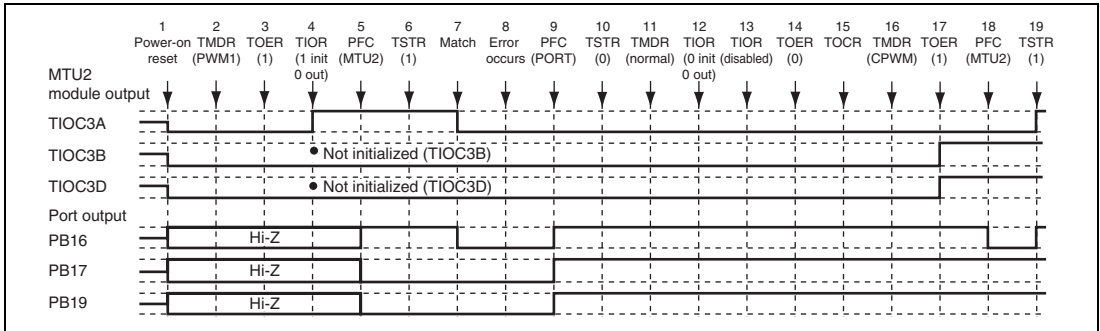 1 2 3 4 5 6 7 8 9 10 11 12 13 14 15 16 17 18 19
Power-on TMDR TOER TIOR PFC TSTR Match Error PFC TSTR TMDR TIOR TIOR TOER TOCR TMDR TOER PFC TSTR
reset (PWM1) (1) (1 init (MTU2) (1) occurs (PORT) (0) (normal) (0 init (disabled) (0) (CPWM) (1) (MTU2) (1)
0 out) 0 out)
MTU2
module output
TIOC3A
TIOC3B • Not initialized (TIOC3B)
TIOC3D • Not initialized (TIOC3D)
Port output
PB16 Hi-Z
PB17 Hi-Z
PB19 Hi-Z